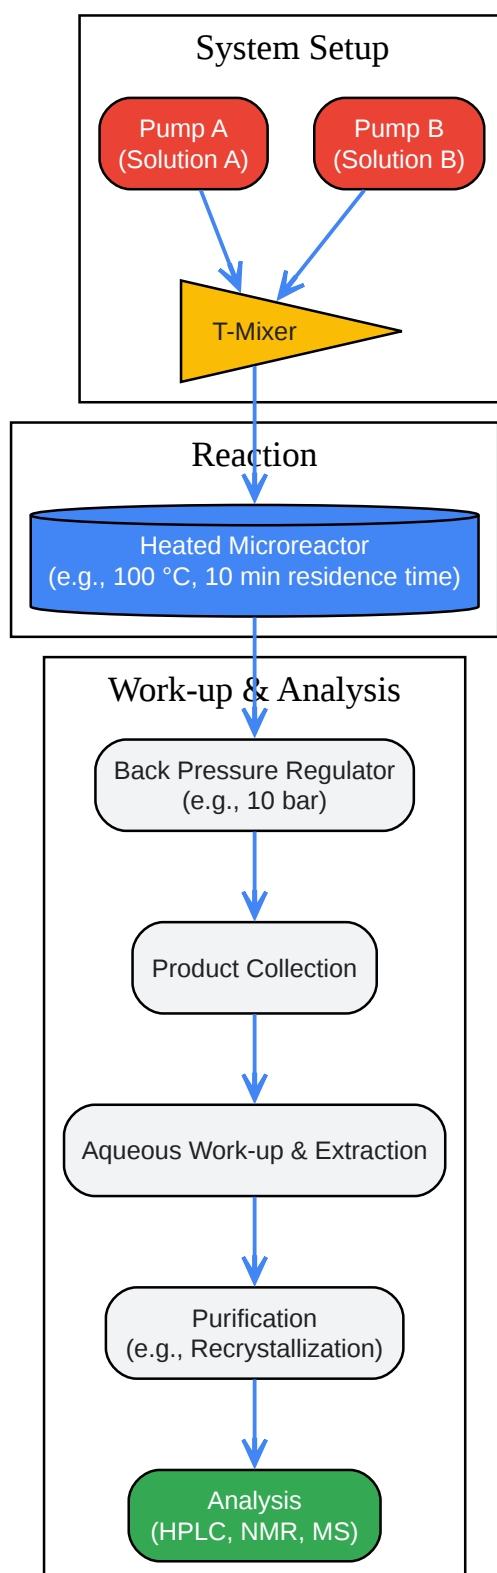 System Setup
Pump A
(Solution A)
Pump B
(Solution B)
T-Mixer
Reaction
Heated Microreactor
(e.g., 100 °C, 10 min residence time)
Work-up & Analysis
Back Pressure Regulator
(e.g., 10 bar)
Product Collection
Aqueous Work-up & Extraction
Purification
(e.g., Recrystallization)
Analysis
(HPLC, NMR, MS)